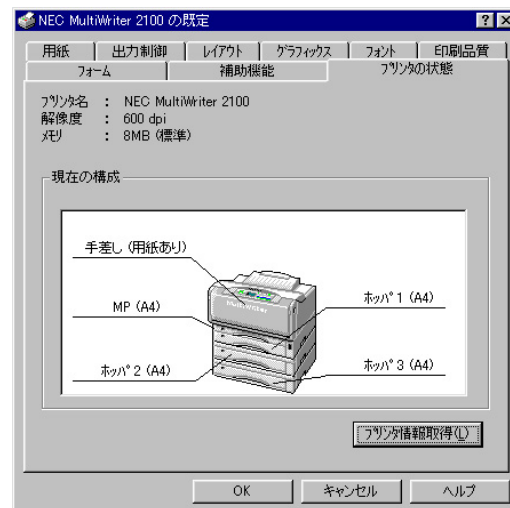 NEC MultiWriter 2100 の既定
用紙 出力制御 ﾚｲｱｳﾄ ｸﾞﾗﾌｨｯｸｽ ﾌｫﾝﾄ 印刷品質
ﾌｫｰﾑ 補助機能 ﾌﾟﾘﾝﾀの状態
ﾌﾟﾘﾝﾀ名 : NEC MultiWriter 2100
解像度 : 600 dpi
ﾒﾓﾘ : 8MB (標準)
現在の構成
手差し (用紙あり)
MP (A4)
ﾎｯﾊﾟ 1 (A4)
ﾎｯﾊﾟ 2 (A4)
ﾎｯﾊﾟ 3 (A4)
ﾌﾟﾘﾝﾀ情報取得(L)
OK キャンセル ヘルプ